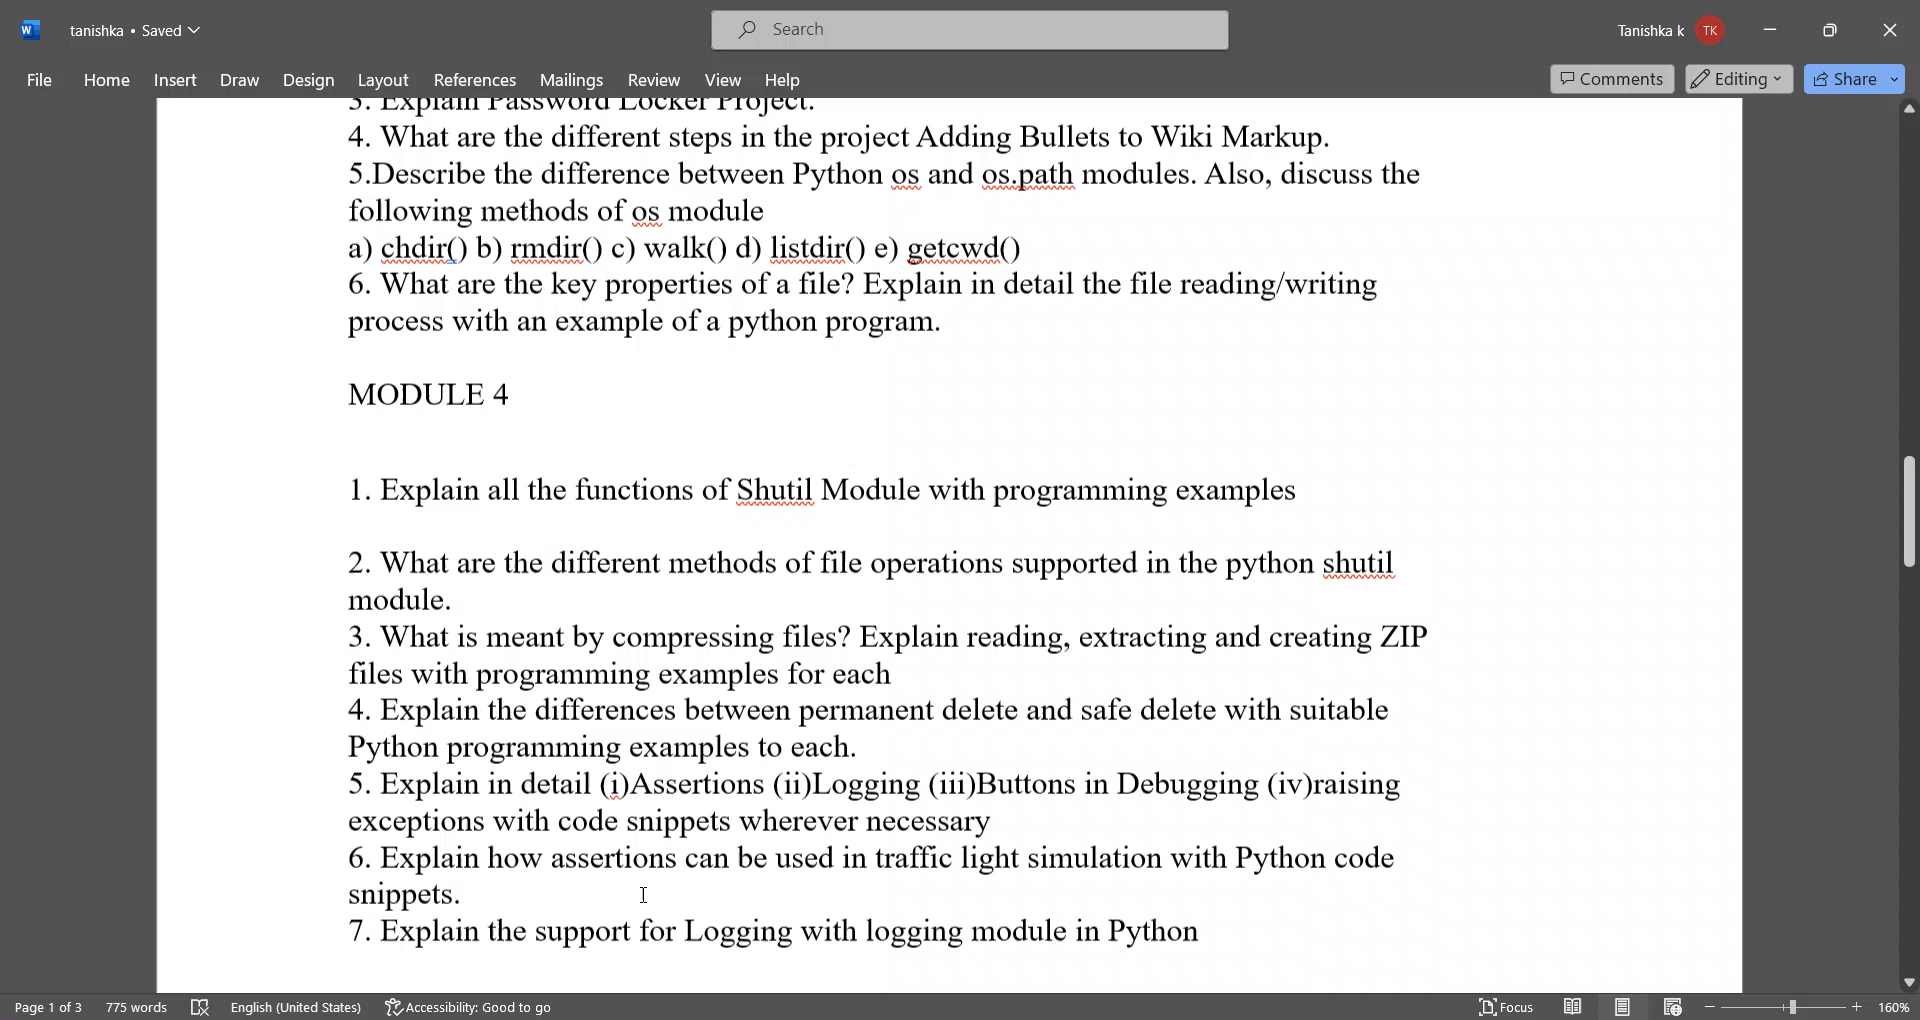 tanishka • Saved
Search
Tanishka k
TK
File Home Insert Draw Design Layout References Mailings Review View Help
Comments Editing Share
3. Explain Password Locker Project.
4. What are the different steps in the project Adding Bullets to Wiki Markup.
5.Describe the difference between Python os and os.path modules. Also, discuss the
following methods of os module
a) chdir() b) rmdir() c) walk() d) listdir() e) getcwd()
6. What are the key properties of a file? Explain in detail the file reading/writing
process with an example of a python program.
MODULE 4
1. Explain all the functions of Shutil Module with programming examples
2. What are the different methods of file operations supported in the python shutil
module.
3. What is meant by compressing files? Explain reading, extracting and creating ZIP
files with programming examples for each
4. Explain the differences between permanent delete and safe delete with suitable
Python programming examples to each.
5. Explain in detail (i)Assertions (ii)Logging (iii)Buttons in Debugging (iv)raising
exceptions with code snippets wherever necessary
6. Explain how assertions can be used in traffic light simulation with Python code
snippets.
7. Explain the support for Logging with logging module in Python
Page 1 of 3 775 words English (United States) Accessibility: Good to go Focus 160%